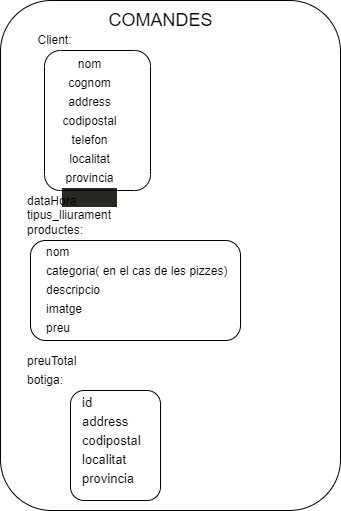 COMANDES
Client:
nom
cognom
address
codipostal
telefon
localitat
provincia
dataHora
tipus_lliurament
productes:
nom
categoria( en el cas de les pizzes)
descripcio
imatge
preu
preuTotal
botiga:
id
address
codipostal
localitat
provincia